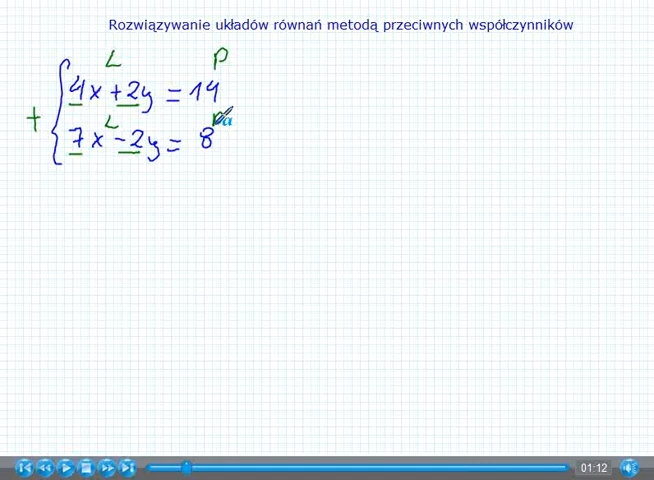 Rozwiązywanie układów równań metodą przeciwnych współczynników
L P
4x + 2y = 14
+ L
7x - 2y = 8
01:12